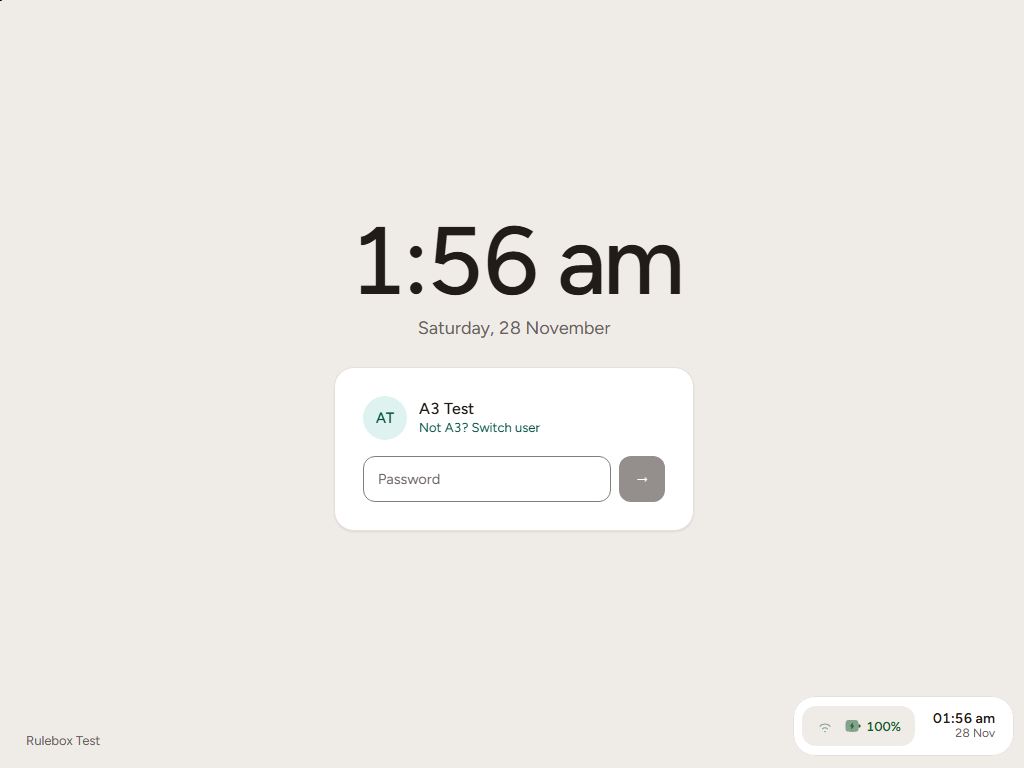 1:56 am
Saturday, 28 November
AT
A3 Test
Not A3? Switch user
Password
→
Rulebox Test
100%
01:56 am
28 Nov